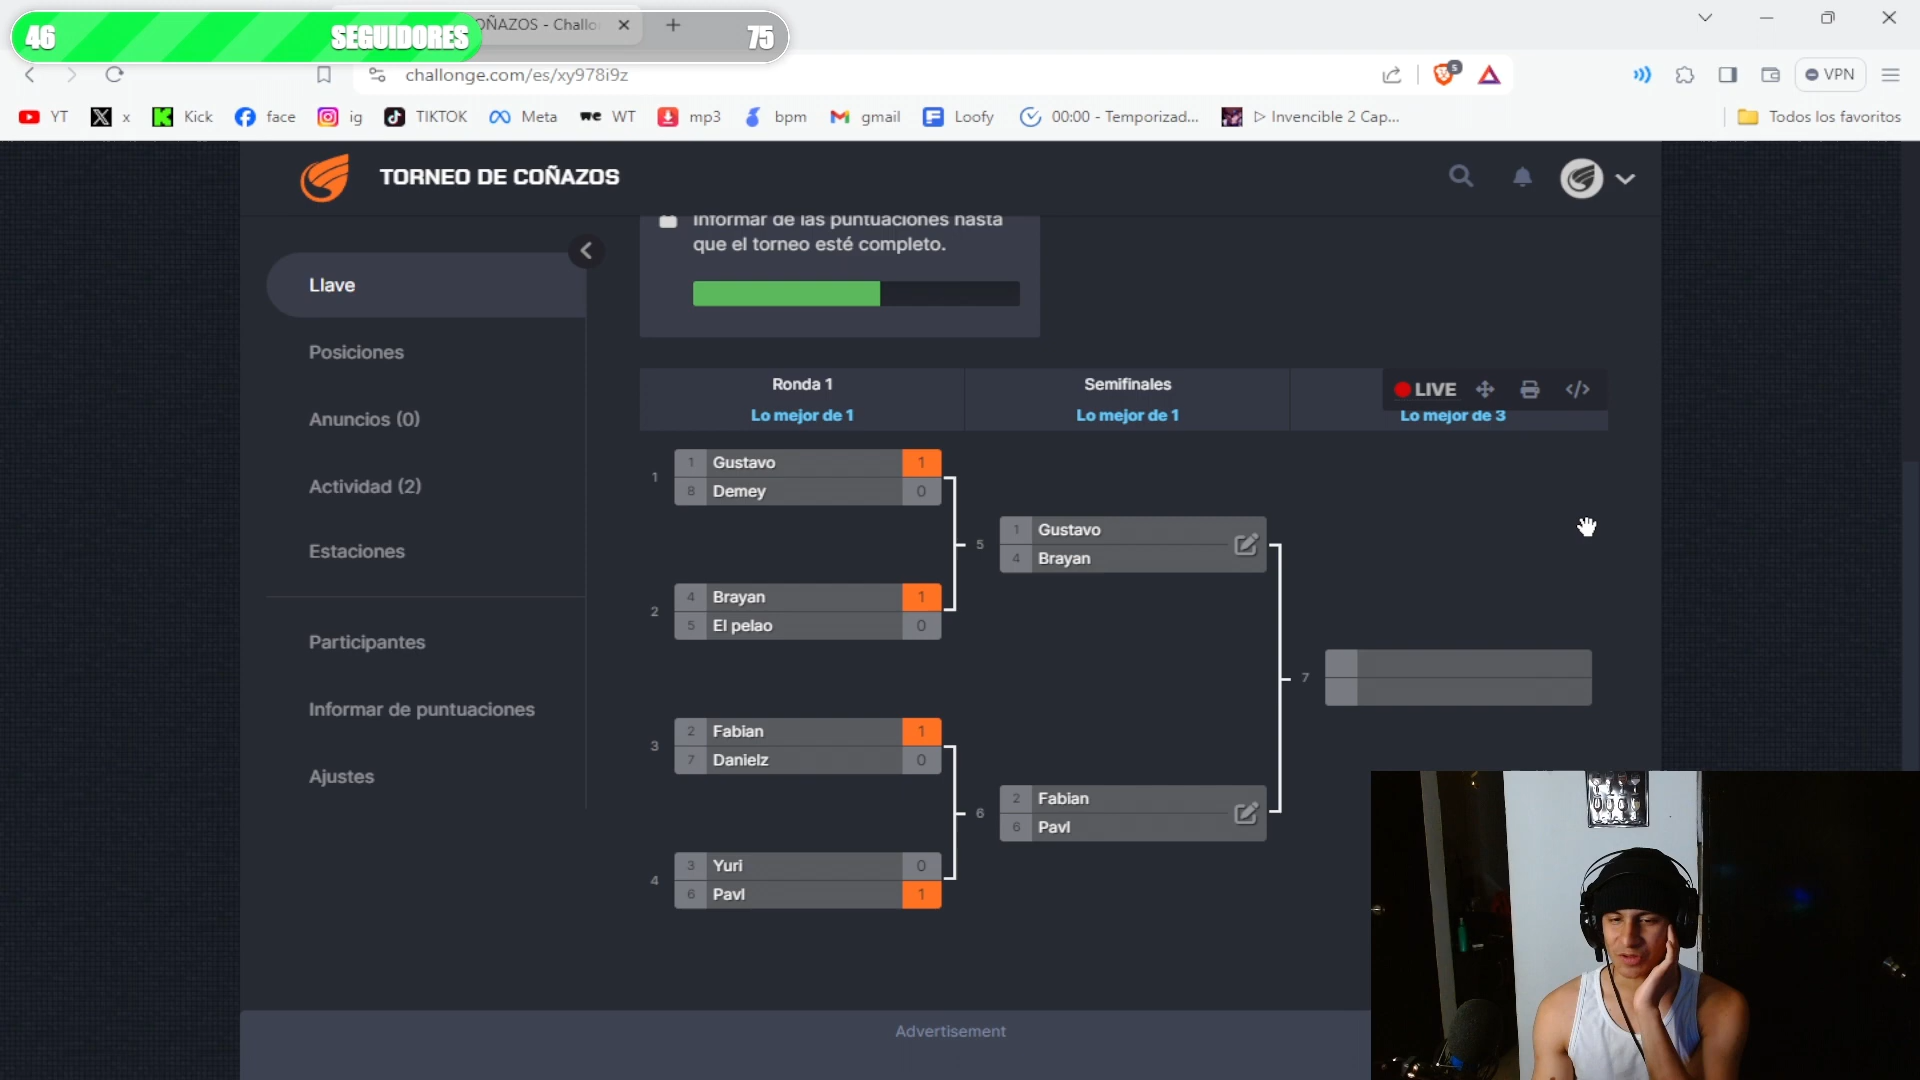 46 SEGUIDORES 75
OÑAZOS - Challo
challonge.com/es/xy978i9z
5
VPN
YT
x
Kick
face
ig
TIKTOK
Meta
WT
mp3
bpm
gmail
Loofy
00:00 - Temporizad...
▷ Invencible 2 Cap...
Todos los favoritos
TORNEO DE COÑAZOS
Informar de las puntuaciones hasta
que el torneo esté completo.
Llave
Posiciones
Anuncios (0)
Actividad (2)
Estaciones
Participantes
Informar de puntuaciones
Ajustes
Ronda 1
Lo mejor de 1
Semifinales
Lo mejor de 1
LIVE
Lo mejor de 3
1
1 Gustavo 1
8 Demey 0
2
4 Brayan 1
5 El pelao 0
3
2 Fabian 1
7 Danielz 0
4
3 Yuri 0
6 Pavl 1
5
1 Gustavo
4 Brayan
6
2 Fabian
6 Pavl
7
Advertisement